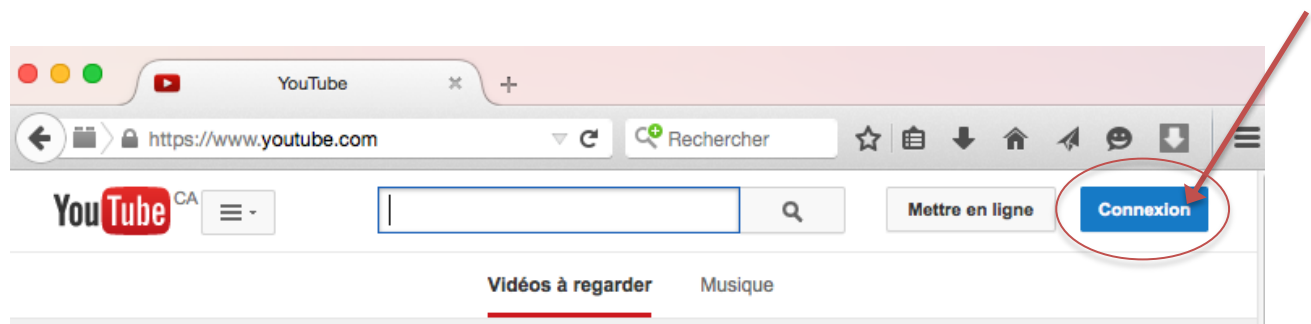 YouTube
https://www.youtube.com
Rechercher
YouTube CA
Mettre en ligne
Connexion
Vidéos à regarder
Musique